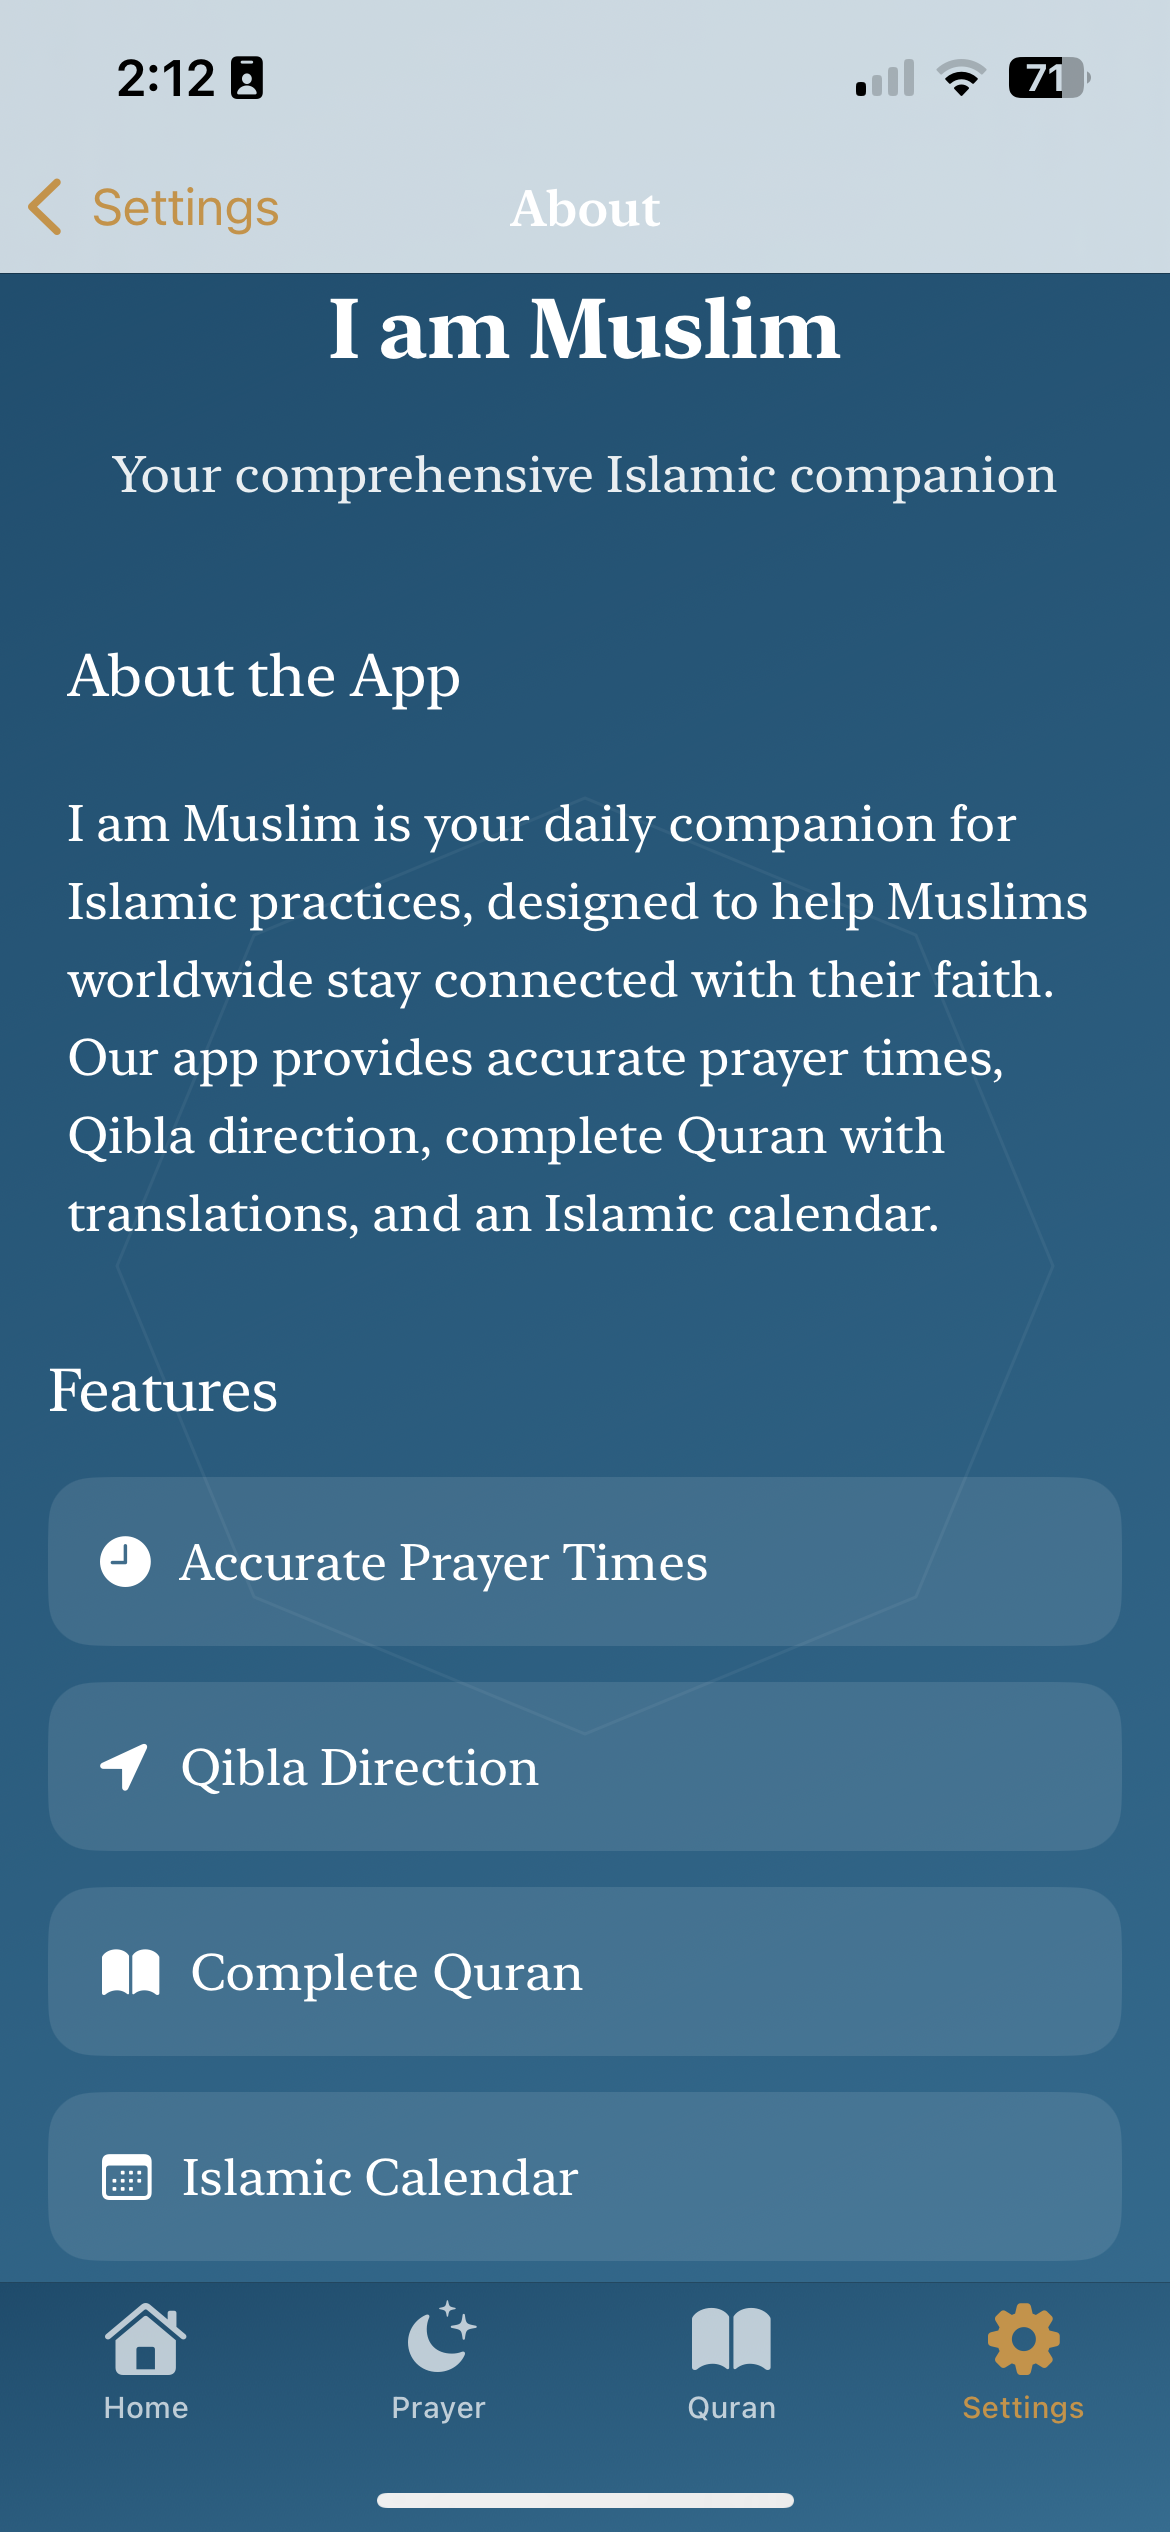 2:12
71
Settings
About
I am Muslim
Your comprehensive Islamic companion
About the App
I am Muslim is your daily companion for
Islamic practices, designed to help Muslims
worldwide stay connected with their faith.
Our app provides accurate prayer times,
Qibla direction, complete Quran with
translations, and an Islamic calendar.
Features
Accurate Prayer Times
Qibla Direction
Complete Quran
Islamic Calendar
Home
Prayer
Quran
Settings